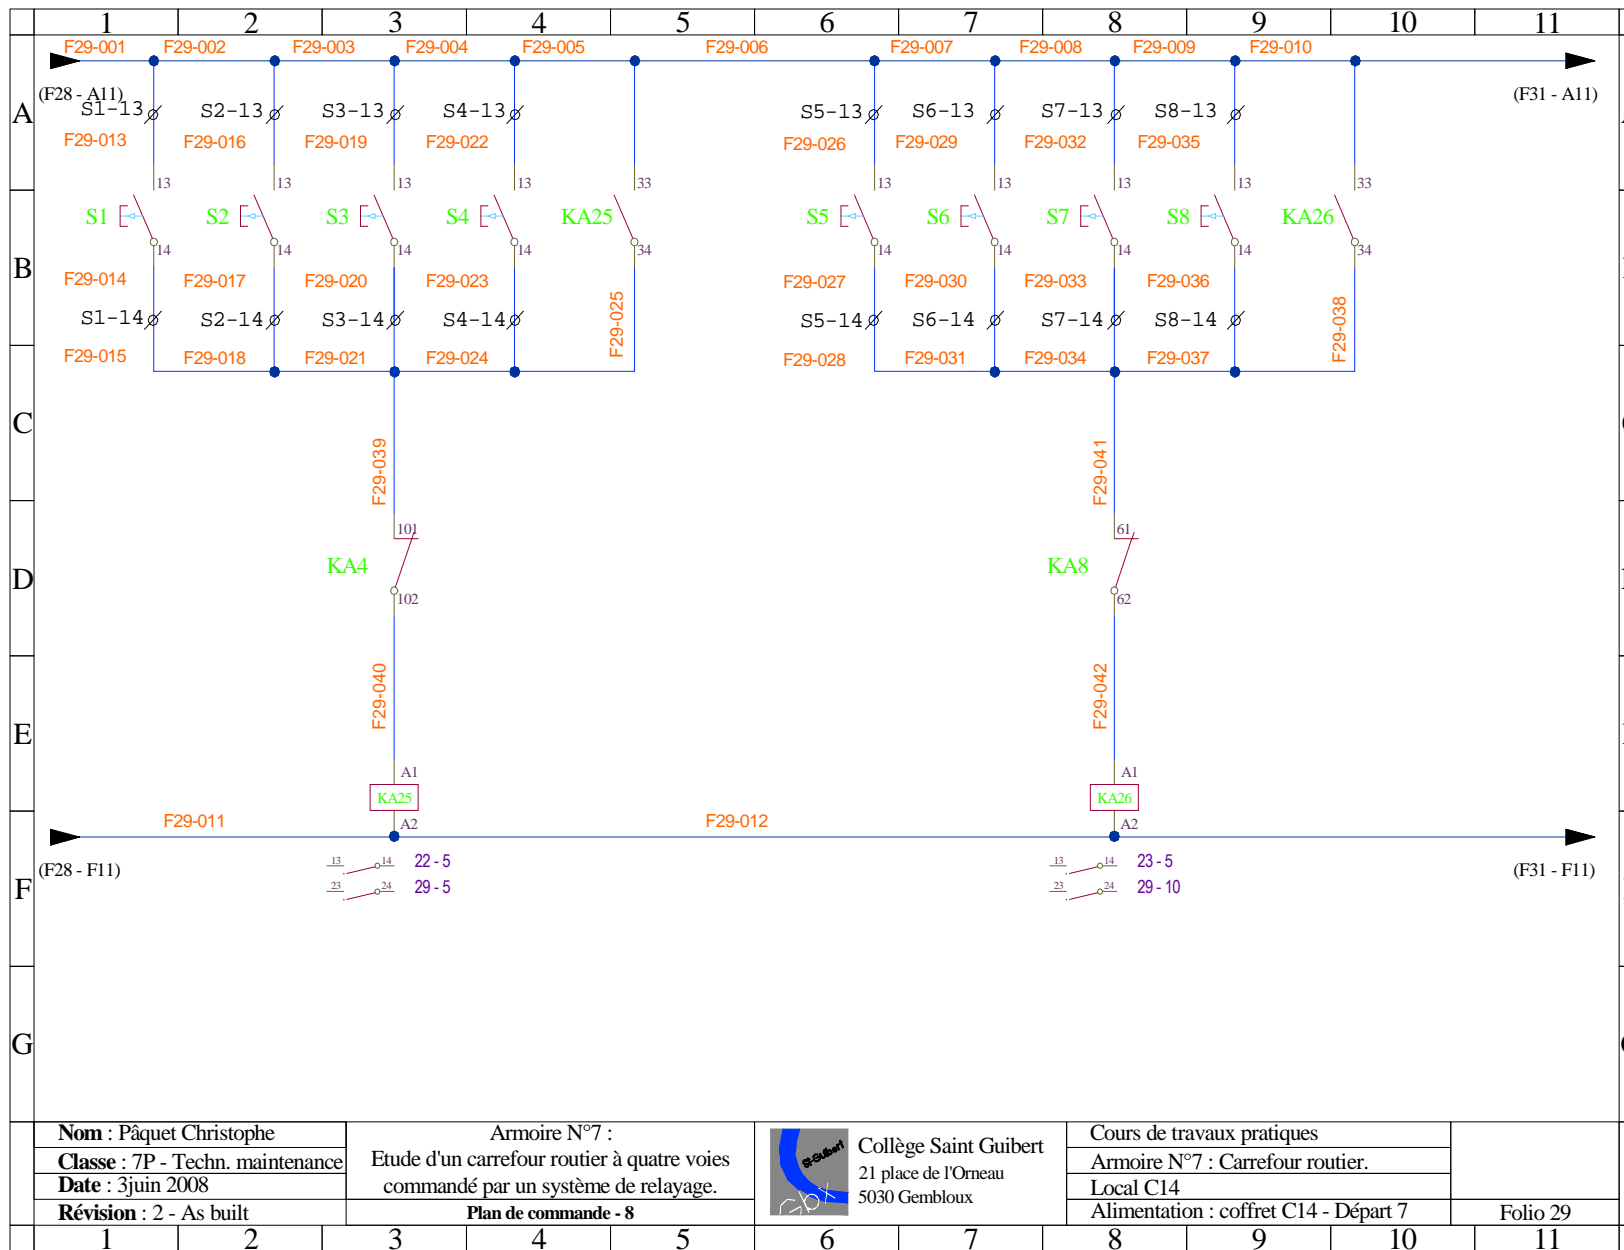 1 2 3 4 5 6 7 8 9 10 11
F29-001 F29-002 F29-003 F29-004 F29-005 F29-006 F29-007 F29-008 F29-009 F29-010
(F28 - A11) (F31 - A11)
A
S1-13 S2-13 S3-13 S4-13 S5-13 S6-13 S7-13 S8-13
F29-013 F29-016 F29-019 F29-022 F29-026 F29-029 F29-032 F29-035
13 13 13 13 33 13 13 13 13 33
S1 S2 S3 S4 KA25 S5 S6 S7 S8 KA26
14 14 14 14 34 14 14 14 14 34
B
F29-014 F29-017 F29-020 F29-023 F29-025 F29-027 F29-030 F29-033 F29-036 F29-038
S1-14 S2-14 S3-14 S4-14 S5-14 S6-14 S7-14 S8-14
F29-015 F29-018 F29-021 F29-024 F29-028 F29-031 F29-034 F29-037
C
F29-039 F29-041
101 61
D
KA4 KA8
102 62
F29-040 F29-042
E
A1 A1
KA25 KA26
F29-011 A2 F29-012 A2
(F28 - F11) (F31 - F11)
13 14 22 - 5 13 14 23 - 5
F
23 24 29 - 5 23 24 29 - 10
G
Nom : Pâquet Christophe
Classe : 7P - Techn. maintenance
Date : 3juin 2008
Révision : 2 - As built
Armoire N°7 :
Etude d'un carrefour routier à quatre voies
commandé par un système de relayage.
Plan de commande - 8
St-Guibert
Gbx
Collège Saint Guibert
21 place de l'Orneau
5030 Gembloux
Cours de travaux pratiques
Armoire N°7 : Carrefour routier.
Local C14
Alimentation : coffret C14 - Départ 7
Folio 29
1 2 3 4 5 6 7 8 9 10 11